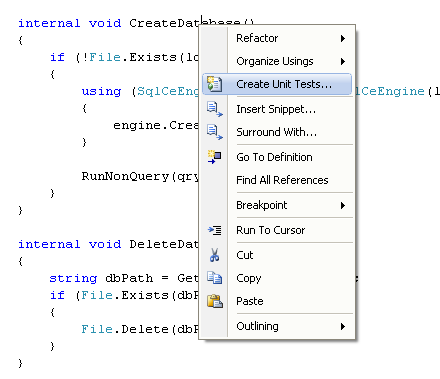 internal void CreateDatabase()
{
if (!File.Exists(lo
{
using (SqlCeEng lCeEngine(l
{
engine.Crea
}
RunNonQuery(qry
}
}
internal void DeleteDat
{
string dbPath = Get ;
if (File.Exists(dbP
{
File.Delete(dbP
}
}
Refactor
Organize Usings
Create Unit Tests...
Insert Snippet...
Surround With...
Go To Definition
Find All References
Breakpoint
Run To Cursor
Cut
Copy
Paste
Outlining